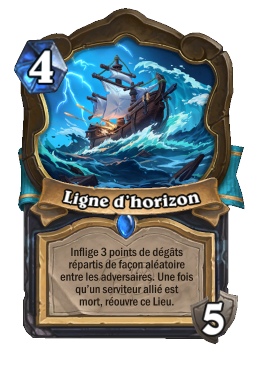 4
Ligne d'horizon
Inflige 3 points de dégâts
répartis de façon aléatoire
entre les adversaires. Une fois
qu'un serviteur allié est
mort, réouvre ce Lieu.
5